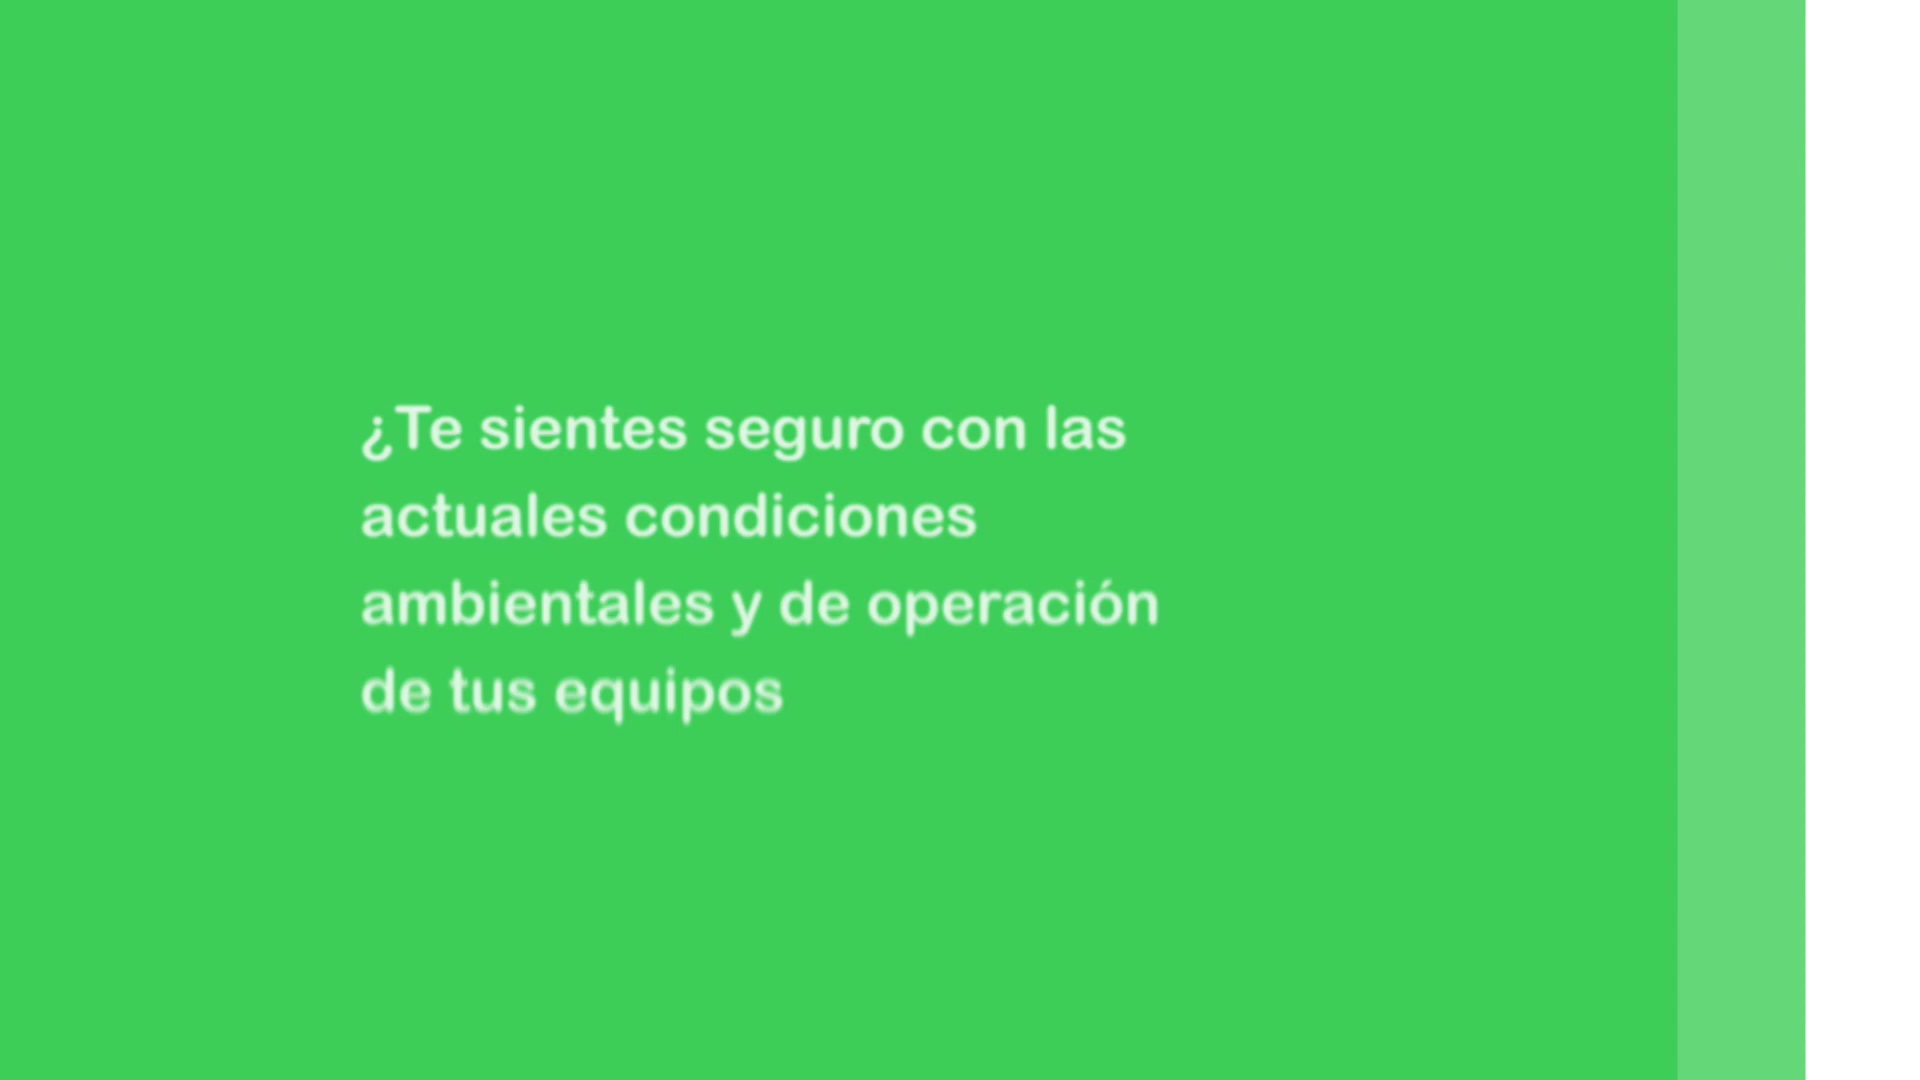 ¿Te sientes seguro con las
actuales condiciones
ambientales y de operación
de tus equipos